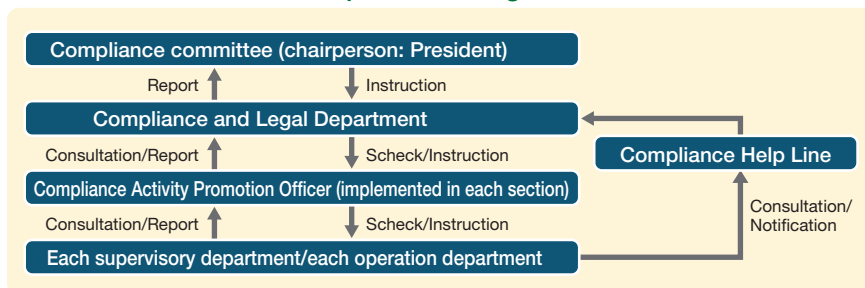 Compliance committee (chairperson: President)
Report
Instruction
Compliance and Legal Department
Consultation/Report
Scheck/Instruction
Compliance Help Line
Compliance Activity Promotion Officer (implemented in each section)
Consultation/Report
Scheck/Instruction
Consultation/
Notification
Each supervisory department/each operation department